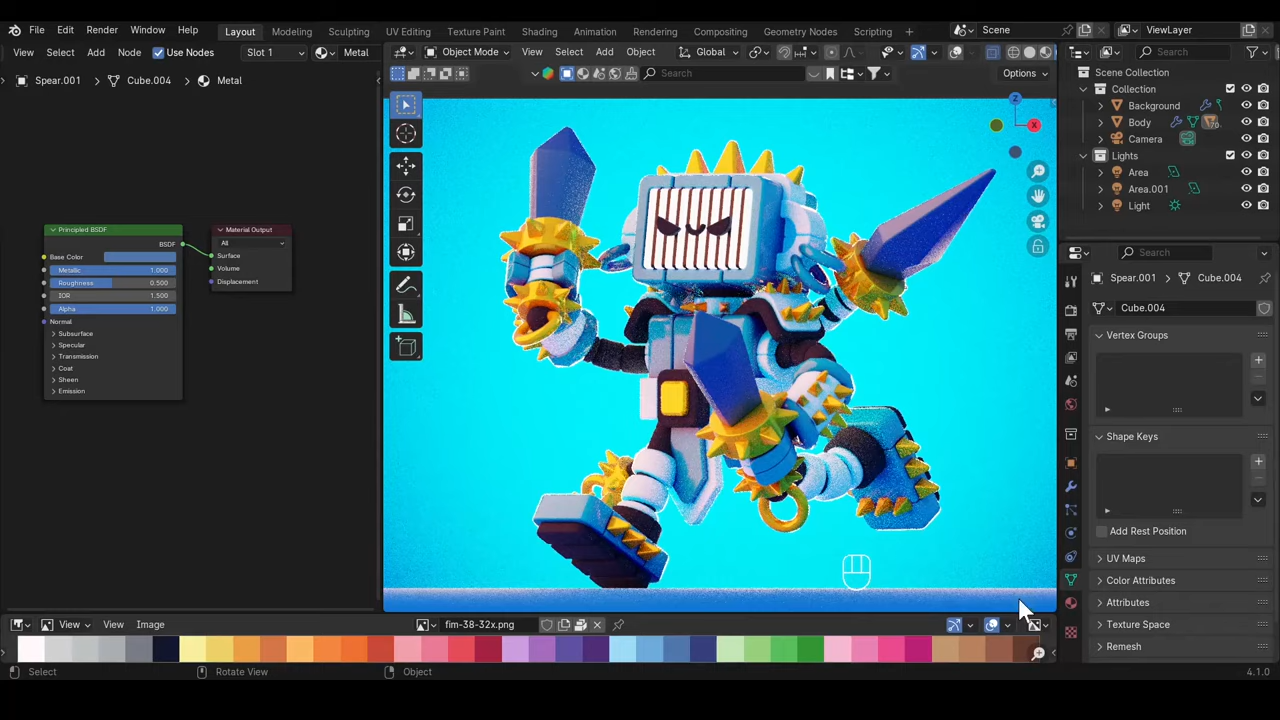 File Edit Render Window Help Layout Modeling Sculpting UV Editing Texture Paint Shading Animation Rendering Compositing Geometry Nodes Scripting Scene ViewLayer
View Select Add Node Use Nodes Slot 1 Metal Object Mode View Select Add Object Global Search
Search Options
Spear.001 > Cube.004 > Metal
Scene Collection
Collection
Background
Body 70
Camera
Lights
Area
Area.001
Light
Z
X
Principled BSDF
BSDF
Base Color
Metallic 1.000
Roughness 0.500
IOR 1.500
Alpha 1.000
Normal
Subsurface
Specular
Transmission
Coat
Sheen
Emission
Material Output
All
Surface
Volume
Displacement
Search
Spear.001 > Cube.004
Cube.004
Vertex Groups
Shape Keys
Add Rest Position
UV Maps
Color Attributes
Attributes
Texture Space
Remesh
View View Image fim-38-32x.png
Select Rotate View Object 4.1.0